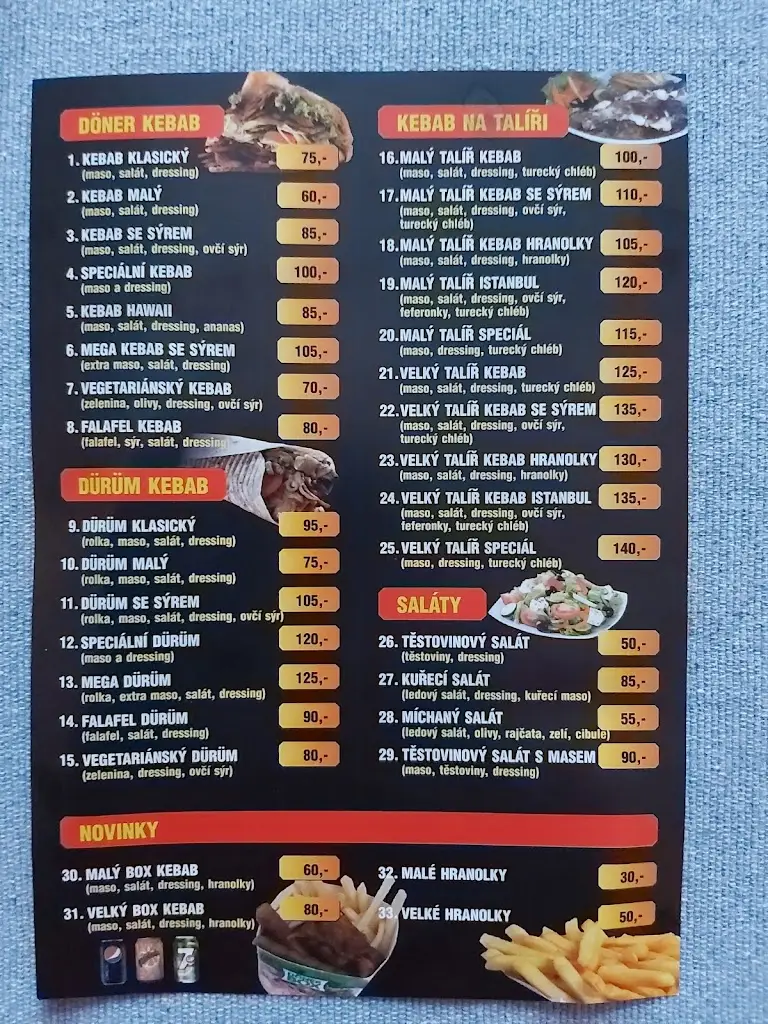 DÖNER KEBAB
1. KEBAB KLASICKÝ 75,-
(maso, salát, dressing)
2. KEBAB MALÝ 60,-
(maso, salát, dressing)
3. KEBAB SE SÝREM 85,-
(maso, salát, dressing, ovčí sýr)
4. SPECIÁLNÍ KEBAB 100,-
(maso a dressing)
5. KEBAB HAWAII 85,-
(maso, salát, dressing, ananas)
6. MEGA KEBAB SE SÝREM 105,-
(extra maso, salát, dressing)
7. VEGETARIÁNSKÝ KEBAB 70,-
(zelenina, olivy, dressing, ovčí sýr)
8. FALAFEL KEBAB 80,-
(falafel, sýr, salát, dressing)
DÜRÜM KEBAB
9. DÜRÜM KLASICKÝ 95,-
(rolka, maso, salát, dressing)
10. DÜRÜM MALÝ 75,-
(rolka, maso, salát, dressing)
11. DÜRÜM SE SÝREM 105,-
(rolka, maso, salát, dressing, ovčí sýr)
12. SPECIÁLNÍ DÜRÜM 120,-
(maso a dressing)
13. MEGA DÜRÜM 125,-
(rolka, extra maso, salát, dressing)
14. FALAFEL DÜRÜM 90,-
(falafel, salát, dressing)
15. VEGETARIÁNSKÝ DÜRÜM 80,-
(zelenina, dressing, ovčí sýr)
KEBAB NA TALÍŘI
16. MALÝ TALÍŘ KEBAB 100,-
(maso, salát, dressing, turecký chléb)
17. MALÝ TALÍŘ KEBAB SE SÝREM 110,-
(maso, salát, dressing, ovčí sýr,
turecký chléb)
18. MALÝ TALÍŘ KEBAB HRANOLKY 105,-
(maso, salát, dressing, hranolky)
19. MALÝ TALÍŘ ISTANBUL 120,-
(maso, salát, dressing, ovčí sýr,
feferonky, turecký chléb)
20. MALÝ TALÍŘ SPECIÁL 115,-
(maso, dressing, turecký chléb)
21. VELKÝ TALÍŘ KEBAB 125,-
(maso, salát, dressing, turecký chléb)
22. VELKÝ TALÍŘ KEBAB SE SÝREM 135,-
(maso, salát, dressing, ovčí sýr,
turecký chléb)
23. VELKÝ TALÍŘ KEBAB HRANOLKY 130,-
(maso, salát, dressing, hranolky)
24. VELKÝ TALÍŘ KEBAB ISTANBUL 135,-
(maso, salát, dressing, ovčí sýr,
feferonky, turecký chléb)
25. VELKÝ TALÍŘ SPECIÁL 140,-
(maso, dressing, turecký chléb)
SALÁTY
26. TĚSTOVINOVÝ SALÁT 50,-
(těstoviny, dressing)
27. KUŘECÍ SALÁT 85,-
(ledový salát, dressing, kuřecí maso)
28. MÍCHANÝ SALÁT 55,-
(ledový salát, olivy, rajčata, zelí, cibule)
29. TĚSTOVINOVÝ SALÁT S MASEM 90,-
(maso, těstoviny, dressing)
NOVINKY
30. MALÝ BOX KEBAB 60,-
(maso, salát, dressing, hranolky)
31. VELKÝ BOX KEBAB 80,-
(maso, salát, dressing, hranolky)
32. MALÉ HRANOLKY 30,-
33. VELKÉ HRANOLKY 50,-